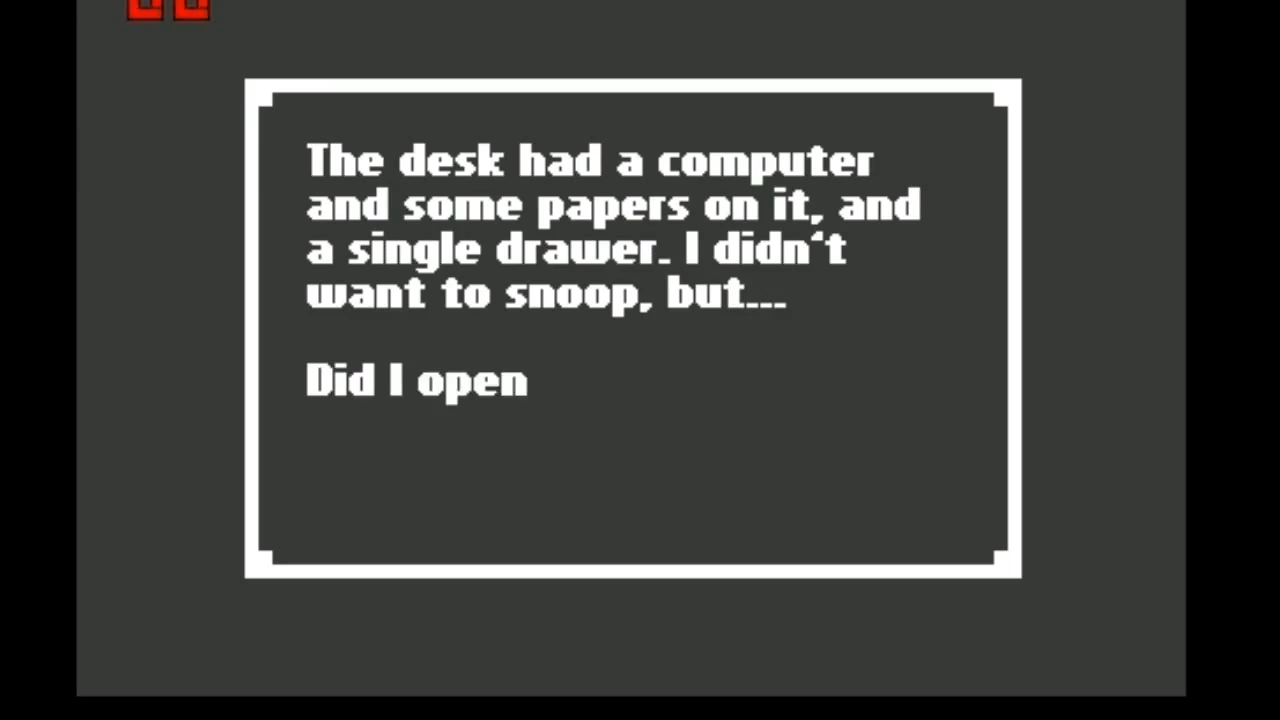 The desk had a computer
and some papers on it, and
a single drawer. I didn‘t
want to snoop, but...
Did I open